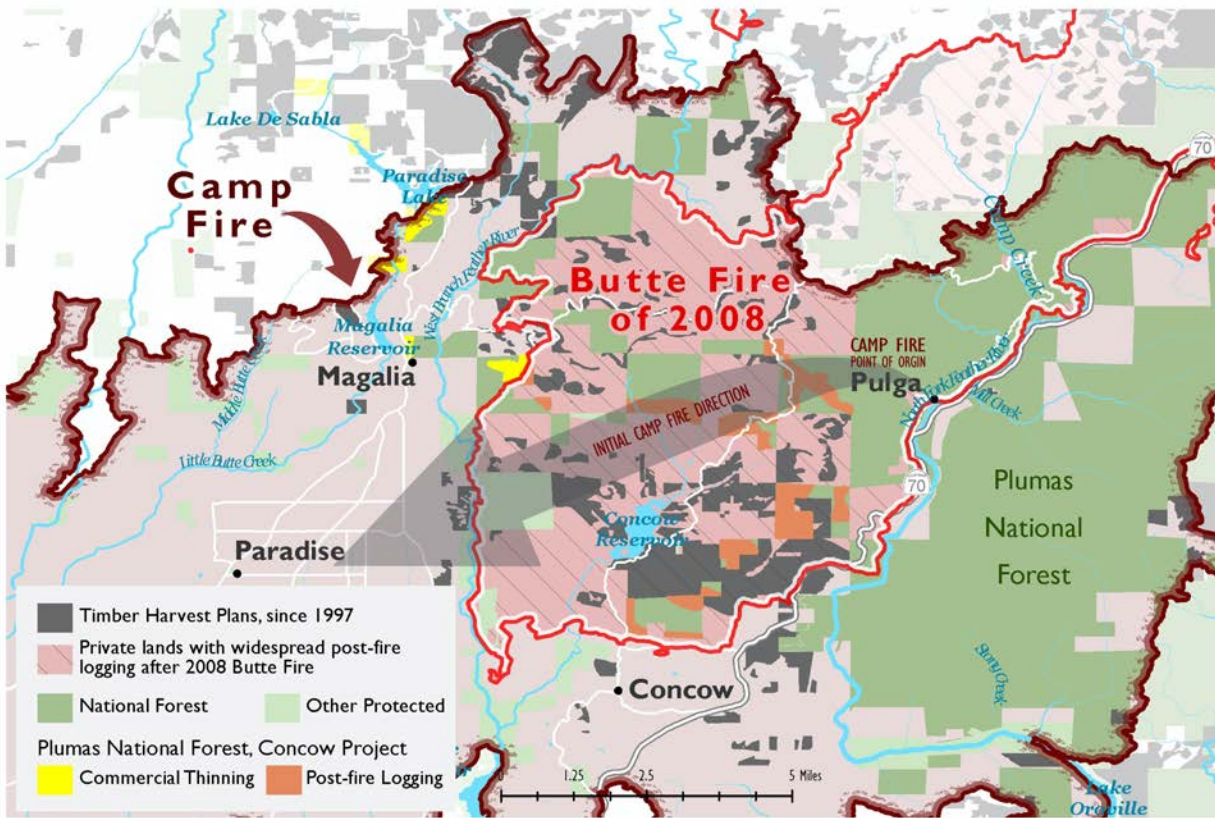 Lake De Sabla
Camp
Fire
Paradise
Lake
West Branch Feather River
Magalia
Reservoir
Magalia
Middle Butte
Little Butte Creek
Paradise
Butte Fire
of 2008
CAMP FIRE
POINT OF ORGIN
Pulga
INITIAL CAMP FIRE DIRECTION
North Fork Feather River
Camp Creek
Mill Creek
70
70
Concow
Reservoir
Concow
Plumas
National
Forest
Stony Creek
Lake
Oroville
Timber Harvest Plans, since 1997
Private lands with widespread post-fire
logging after 2008 Butte Fire
National Forest
Other Protected
Plumas National Forest, Concow Project
Commercial Thinning
Post-fire Logging
0 1.25 2.5 5 Miles